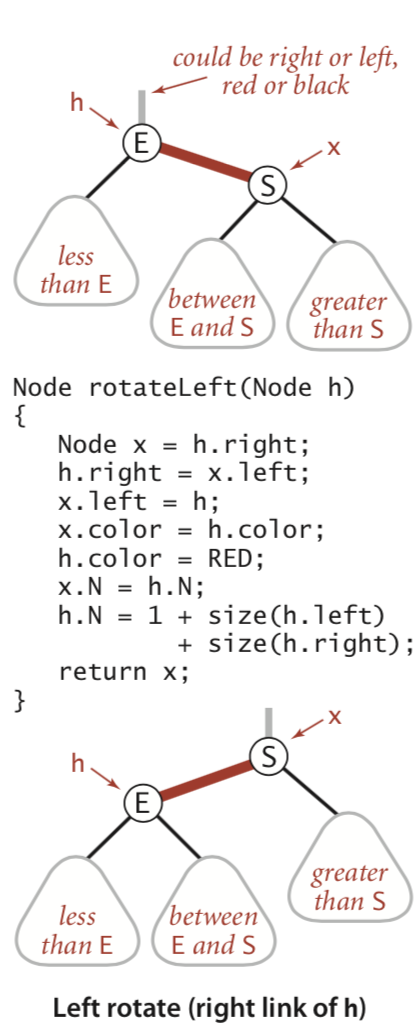 could be right or left,
red or black
h
E
x
S
less
than E
between
E and S
greater
than S
Node rotateLeft(Node h)
{
   Node x = h.right;
   h.right = x.left;
   x.left = h;
   x.color = h.color;
   h.color = RED;
   x.N = h.N;
   h.N = 1 + size(h.left)
           + size(h.right);
   return x;
}
x
S
h
E
greater
than S
less
than E
between
E and S
Left rotate (right link of h)